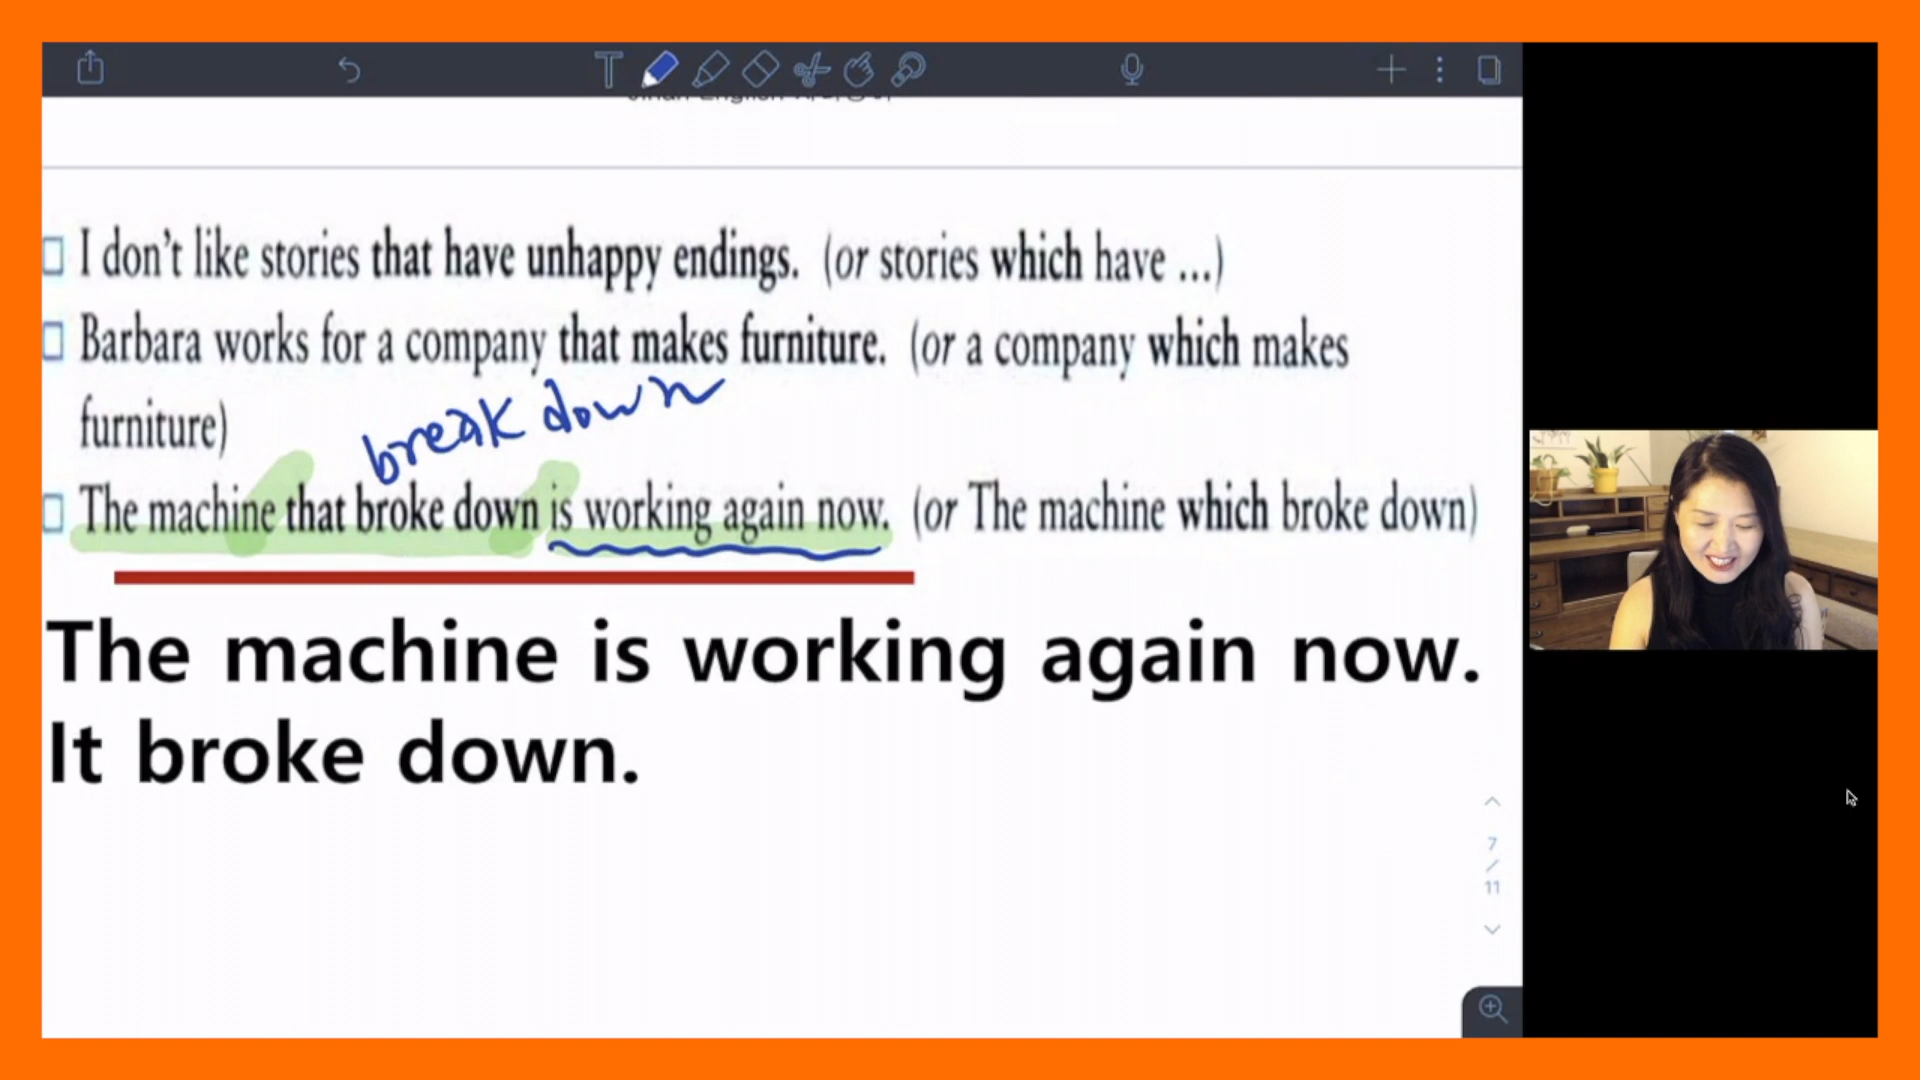 I don't like stories that have unhappy endings. (or stories which have ...)
Barbara works for a company that makes furniture. (or a company which makes
furniture)
break down
The machine that broke down is working again now. (or The machine which broke down)
The machine is working again now.
It broke down.
7
/
11